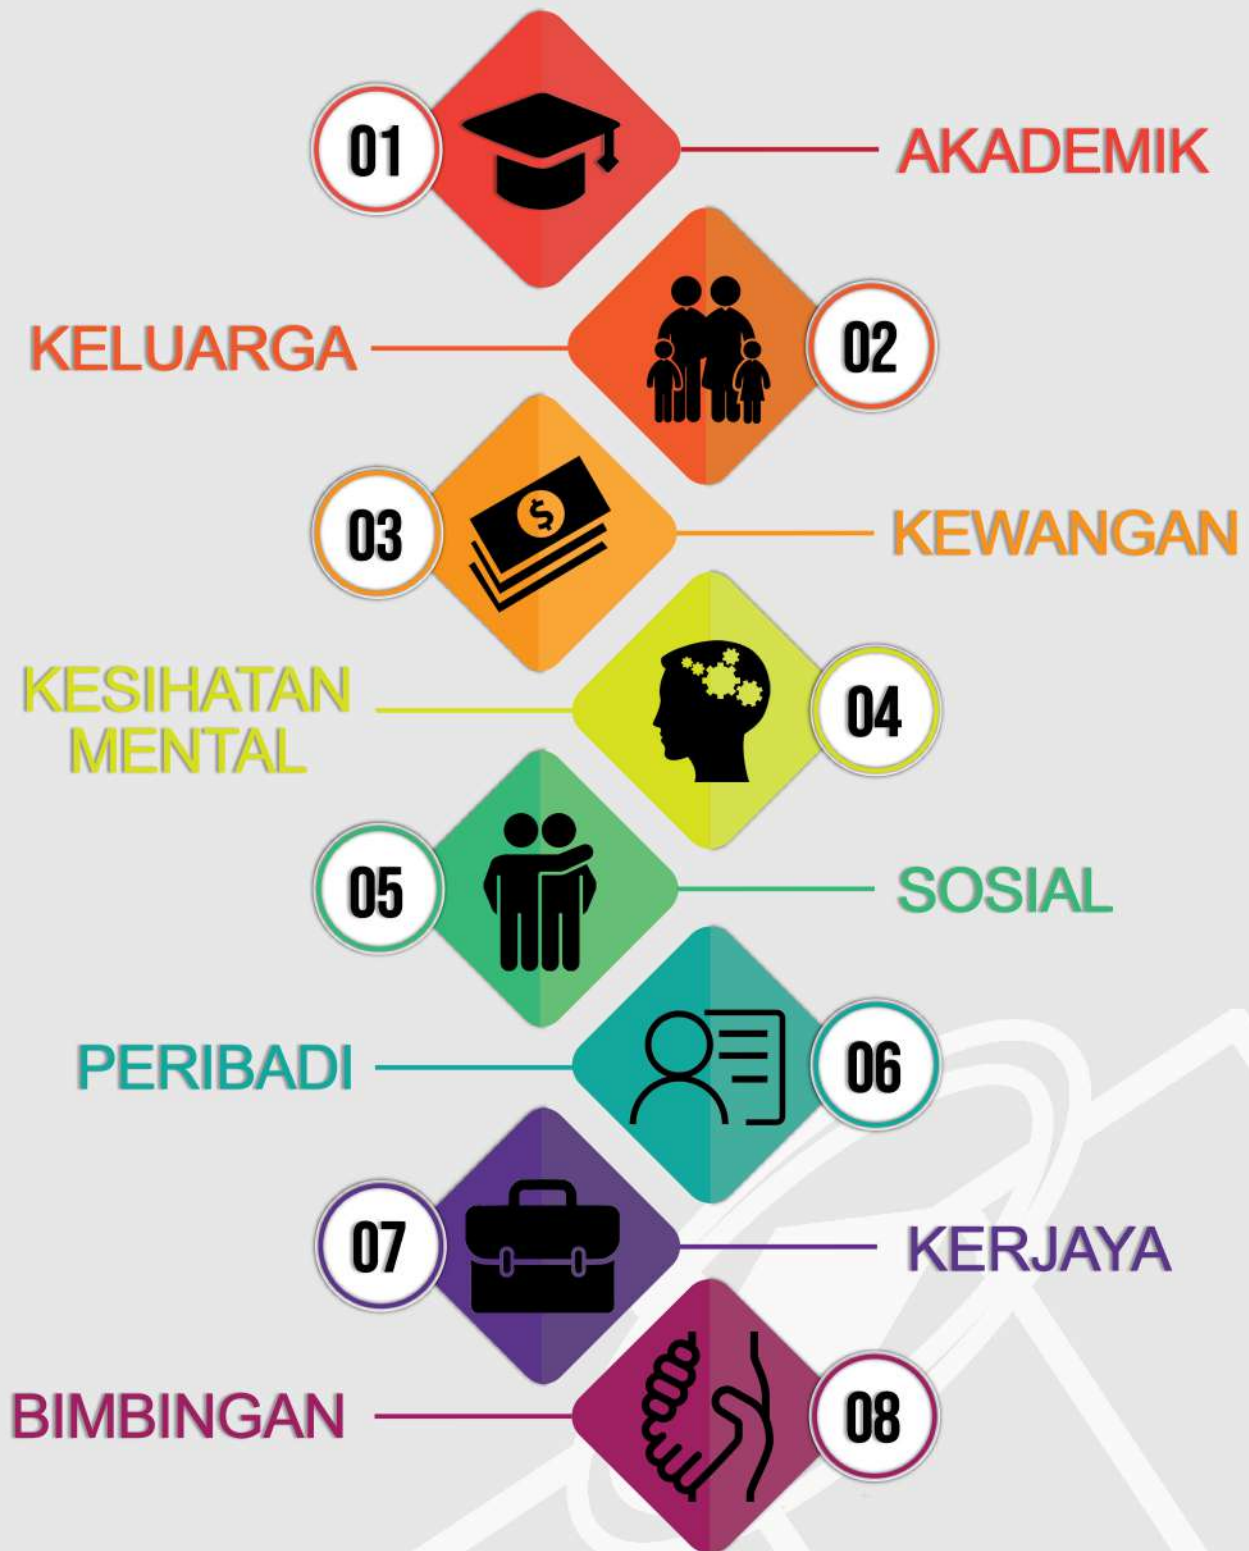 01
AKADEMIK
KELUARGA
02
03
$
KEWANGAN
KESIHATAN
MENTAL
04
05
SOSIAL
PERIBADI
06
07
KERJAYA
BIMBINGAN
08